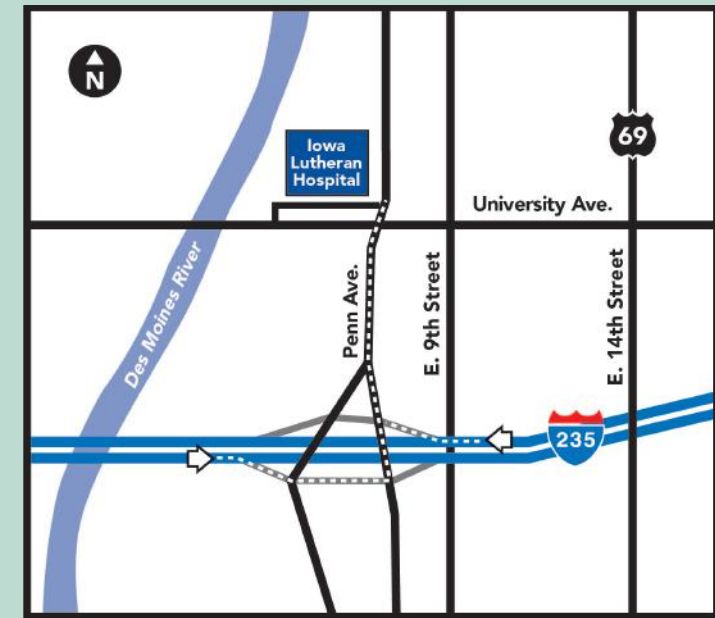 N
Iowa
Lutheran
Hospital
69
University Ave.
Des Moines River
Penn Ave.
E. 9th Street
E. 14th Street
235